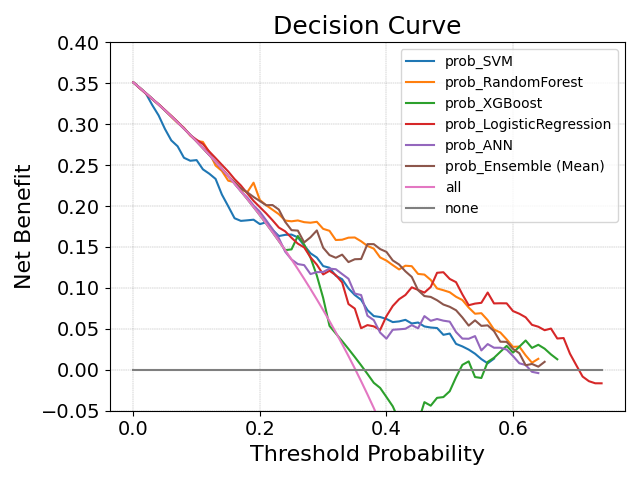 Decision Curve
0.40
0.35
0.30
0.25
0.20
0.15
0.10
0.05
0.00
−0.05
Net Benefit
prob_SVM
prob_RandomForest
prob_XGBoost
prob_LogisticRegression
prob_ANN
prob_Ensemble (Mean)
all
none
0.0 0.2 0.4 0.6
Threshold Probability